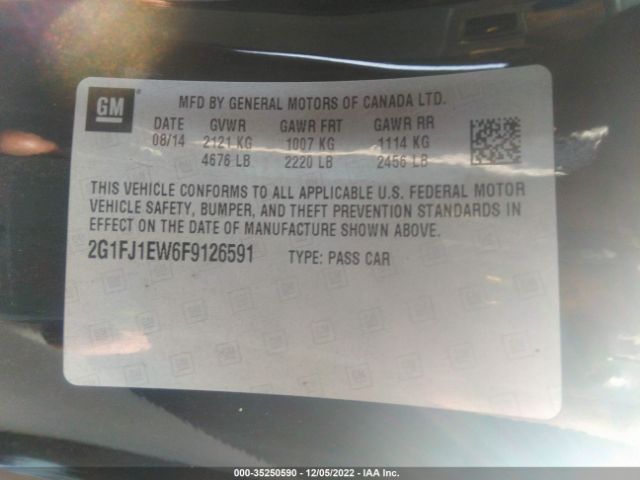 GM
MFD BY GENERAL MOTORS OF CANADA LTD.
DATE GVWR GAWR FRT GAWR RR
08/14 2121 KG 1007 KG 1114 KG
4676 LB 2220 LB 2456 LB
THIS VEHICLE CONFORMS TO ALL APPLICABLE U.S. FEDERAL MOTOR
VEHICLE SAFETY, BUMPER, AND THEFT PREVENTION STANDARDS IN
EFFECT ON THE DATE OF MANUFACTURE SHOWN ABOVE.
2G1FJ1EW6F9126591 TYPE: PASS CAR
000-35250590 - 12/05/2022 - IAA Inc.